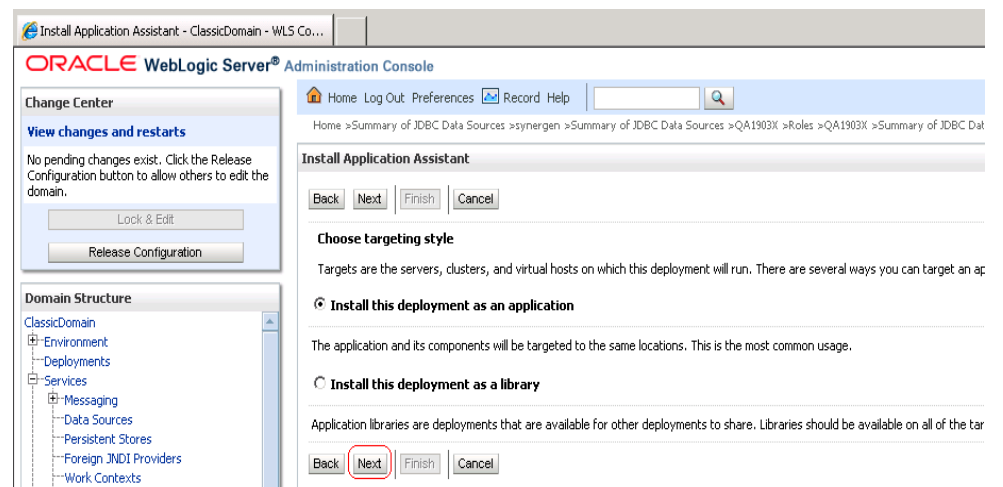 Install Application Assistant - ClassicDomain - WLS Co...
ORACLE WebLogic Server® Administration Console
Change Center
View changes and restarts
No pending changes exist. Click the Release
Configuration button to allow others to edit the
domain.
Lock & Edit
Release Configuration
Domain Structure
ClassicDomain
Environment
Deployments
Services
Messaging
Data Sources
Persistent Stores
Foreign JNDI Providers
Work Contexts
Home Log Out Preferences Record Help
Home >Summary of JDBC Data Sources >synergen >Summary of JDBC Data Sources >QA1903X >Roles >QA1903X >Summary of JDBC Dat
Install Application Assistant
Back Next Finish Cancel
Choose targeting style
Targets are the servers, clusters, and virtual hosts on which this deployment will run. There are several ways you can target an ap
Install this deployment as an application
The application and its components will be targeted to the same locations. This is the most common usage.
Install this deployment as a library
Application libraries are deployments that are available for other deployments to share. Libraries should be available on all of the tar
Back Next Finish Cancel